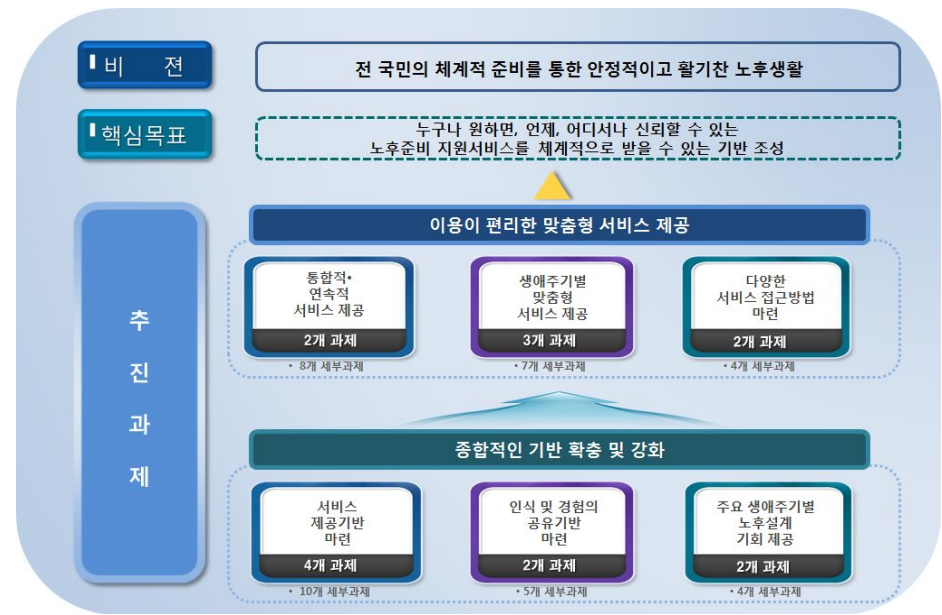 비 젼
전 국민의 체계적 준비를 통한 안정적이고 활기찬 노후생활
핵심목표
누구나 원하면, 언제, 어디서나 신뢰할 수 있는
노후준비 지원서비스를 체계적으로 받을 수 있는 기반 조성
추
진
과
제
이용이 편리한 맞춤형 서비스 제공
통합적•
연속적
서비스 제공
2개 과제
• 8개 세부과제
생애주기별
맞춤형
서비스 제공
3개 과제
• 7개 세부과제
다양한
서비스 접근방법
마련
2개 과제
• 4개 세부과제
종합적인 기반 확충 및 강화
서비스
제공기반
마련
4개 과제
• 10개 세부과제
인식 및 경험의
공유기반
마련
2개 과제
• 5개 세부과제
주요 생애주기별
노후설계
기회 제공
2개 과제
• 4개 세부과제